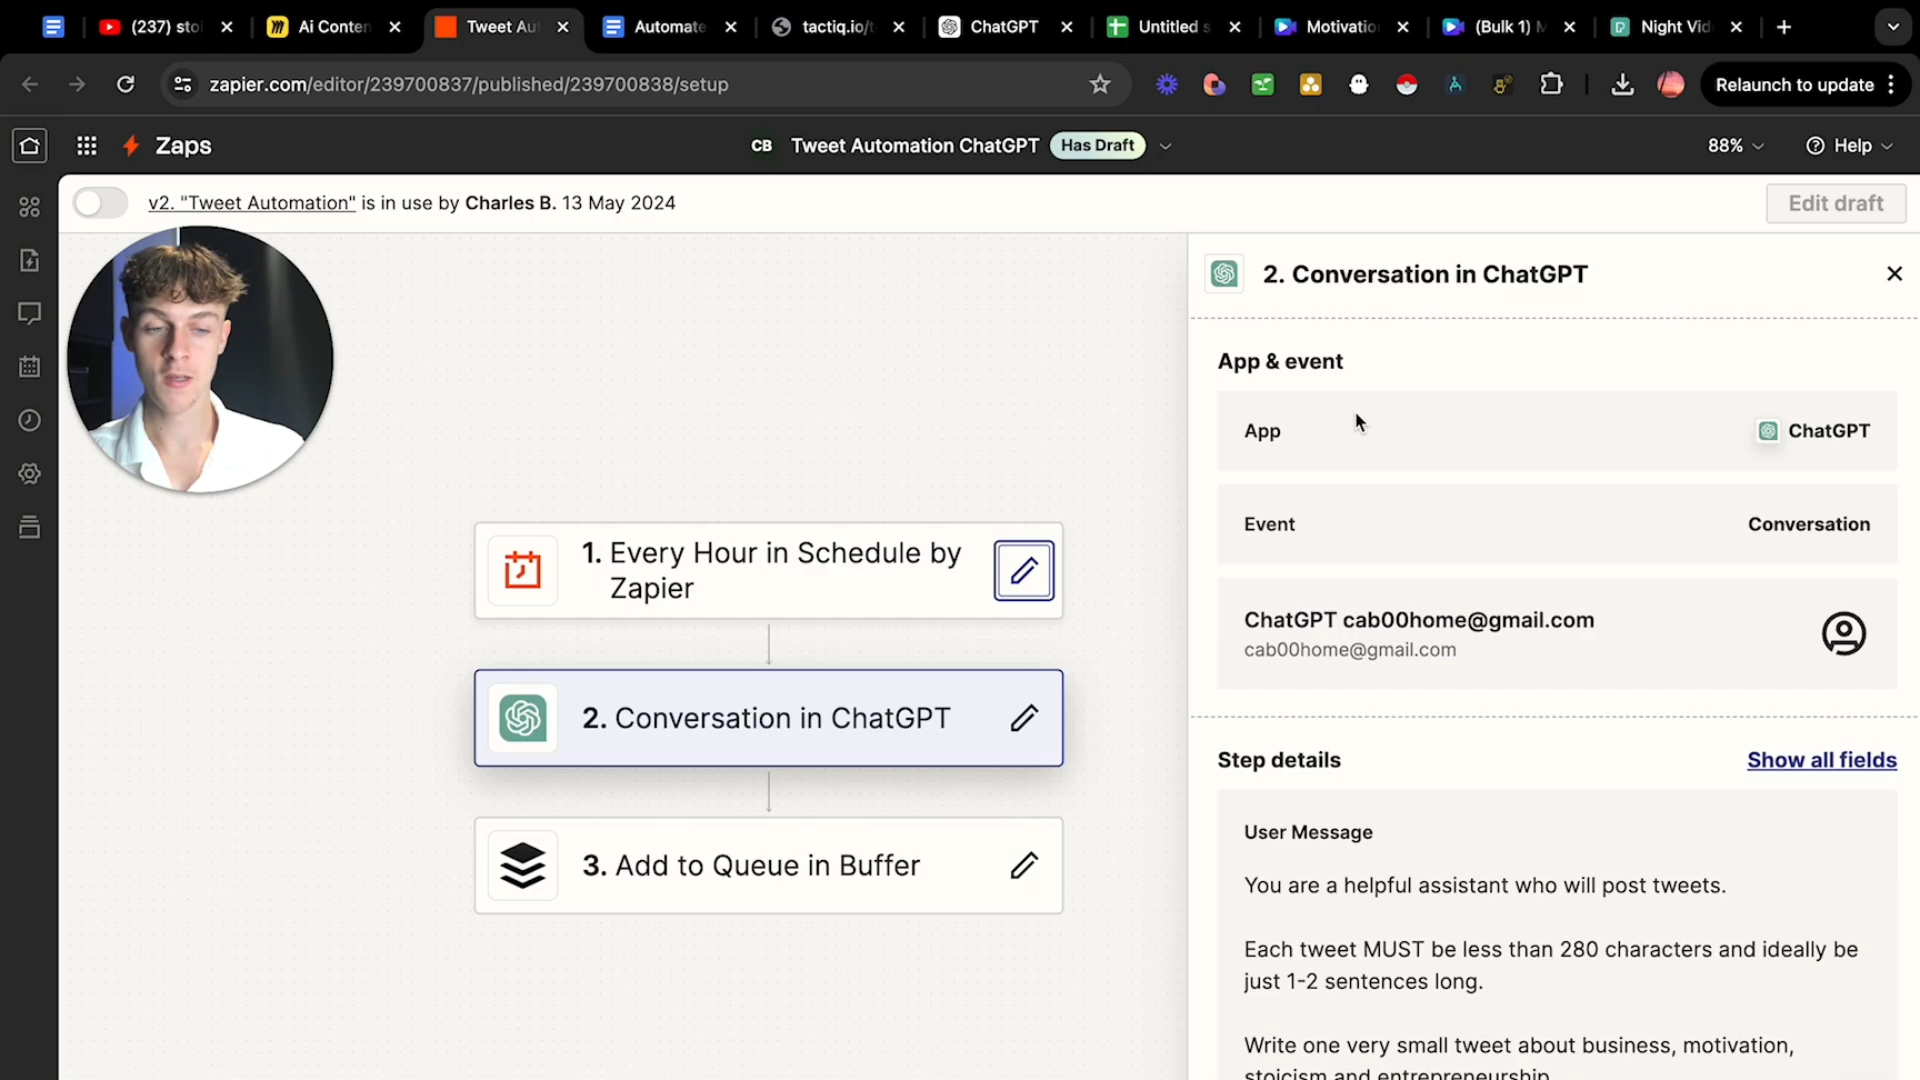 (237) stoi
Ai Conten
Tweet Au
Automate
tactiq.io/t
ChatGPT
Untitled s
Motivatio
(Bulk 1) M
Night Vid
zapier.com/editor/239700837/published/239700838/setup
Relaunch to update
Zaps
CB
Tweet Automation ChatGPT
Has Draft
88%
Help
v2. "Tweet Automation" is in use by Charles B. 13 May 2024
Edit draft
1. Every Hour in Schedule by
Zapier
2. Conversation in ChatGPT
3. Add to Queue in Buffer
2. Conversation in ChatGPT
App & event
App
ChatGPT
Event
Conversation
ChatGPT cab00home@gmail.com
cab00home@gmail.com
Step details
Show all fields
User Message
You are a helpful assistant who will post tweets.
Each tweet MUST be less than 280 characters and ideally be
just 1-2 sentences long.
Write one very small tweet about business, motivation,
stoicism and entrepreneurship